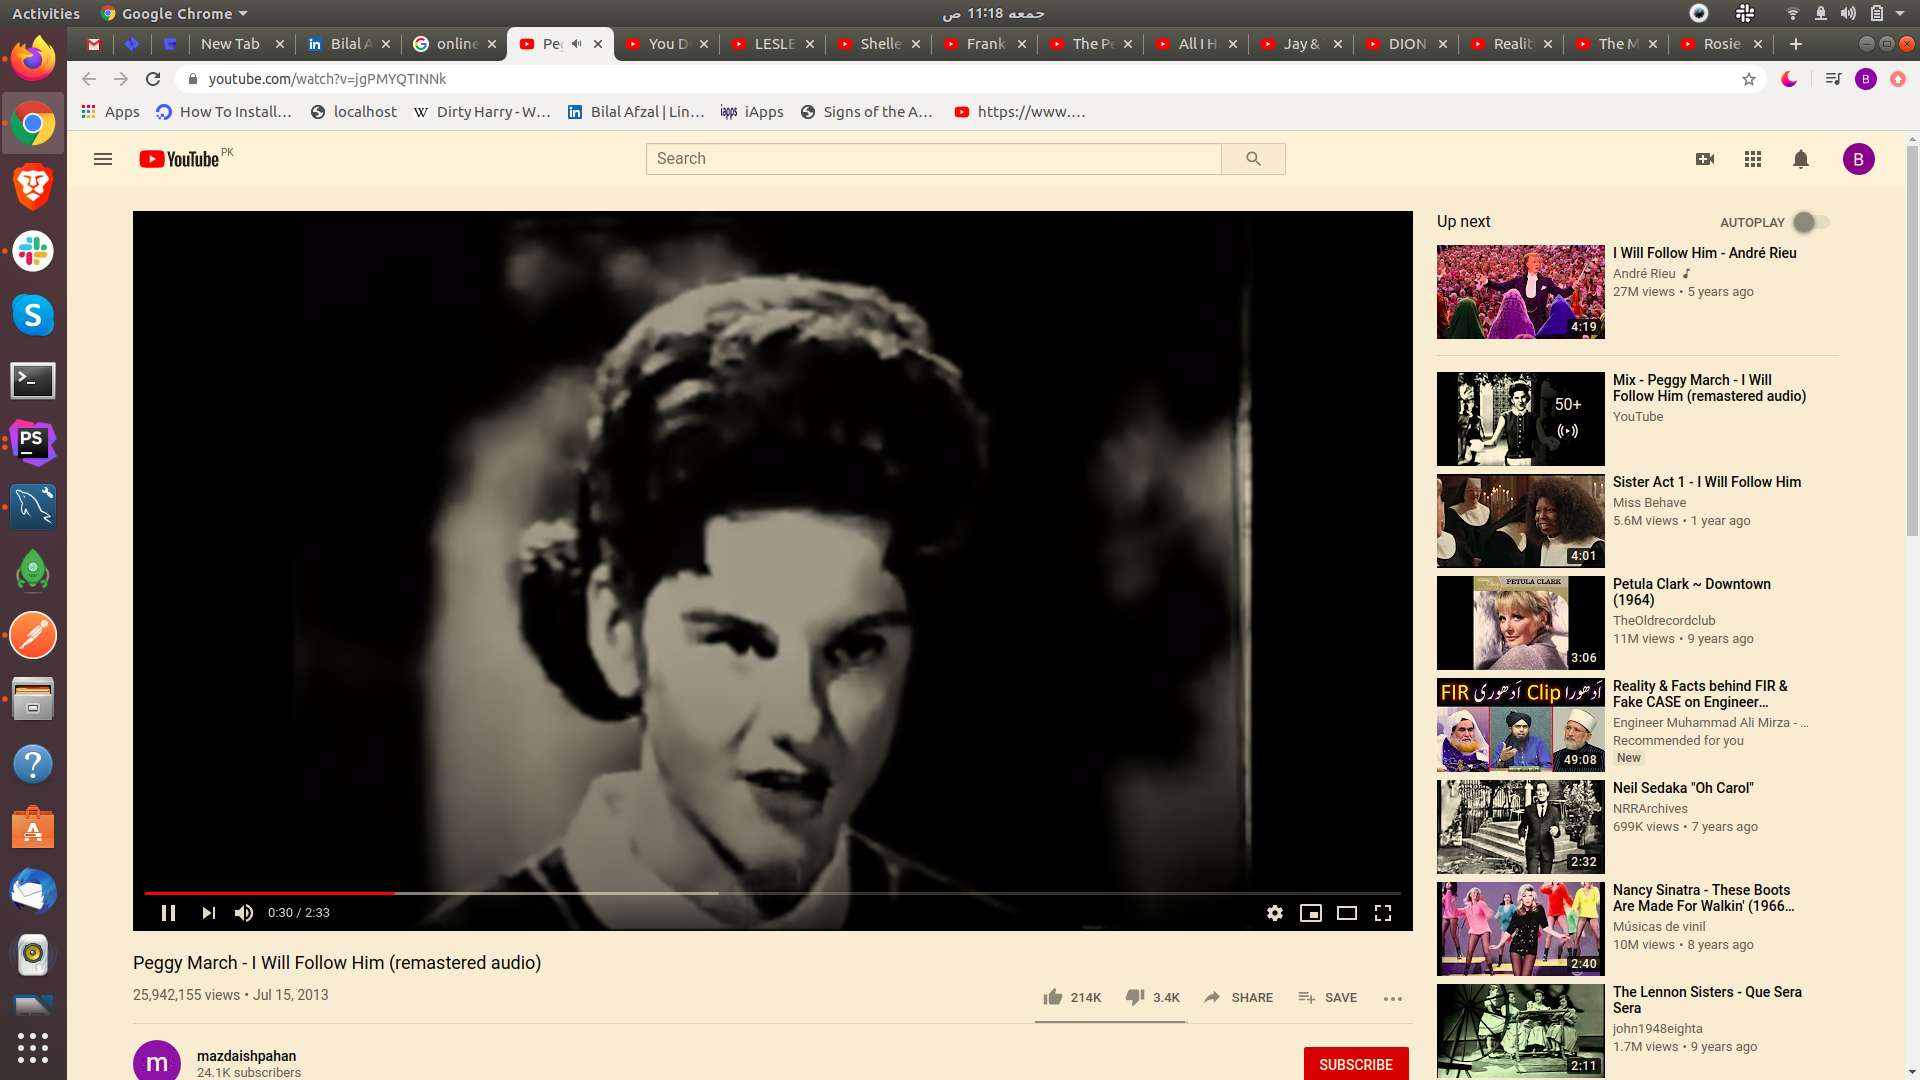 Activities
Google Chrome
جمعه 11:18 ص
New Tab
Bilal A
online
Peg
You D
LESLE
Shelle
Frank
The Pe
All I H
Jay &
DION
Realit
The M
Rosie
youtube.com/watch?v=jgPMYQTINNk
B
Apps
How To Install...
localhost
W
Dirty Harry - W...
in
Bilal Afzal | Lin...
iapps
iApps
Signs of the A...
https://www....
YouTube PK
Search
B
Up next
AUTOPLAY
I Will Follow Him - André Rieu
André Rieu
27M views • 5 years ago
4:19
Mix - Peggy March - I Will
Follow Him (remastered audio)
YouTube
50+
Sister Act 1 - I Will Follow Him
Miss Behave
5.6M views • 1 year ago
4:01
PETULA CLARK
Petula Clark ~ Downtown
(1964)
TheOldrecordclub
11M views • 9 years ago
3:06
FIR اَدھوری Clip اَدھورا
Reality & Facts behind FIR &
Fake CASE on Engineer...
Engineer Muhammad Ali Mirza - ...
Recommended for you
New
49:08
Neil Sedaka "Oh Carol"
NRRArchives
699K views • 7 years ago
2:32
Nancy Sinatra - These Boots
Are Made For Walkin' (1966...
Músicas de vinil
10M views • 8 years ago
2:40
The Lennon Sisters - Que Sera
Sera
john1948eighta
1.7M views • 9 years ago
2:11
0:30 / 2:33
Peggy March - I Will Follow Him (remastered audio)
25,942,155 views • Jul 15, 2013
214K
3.4K
SHARE
SAVE
m
mazdaishpahan
24.1K subscribers
SUBSCRIBE
S
PS